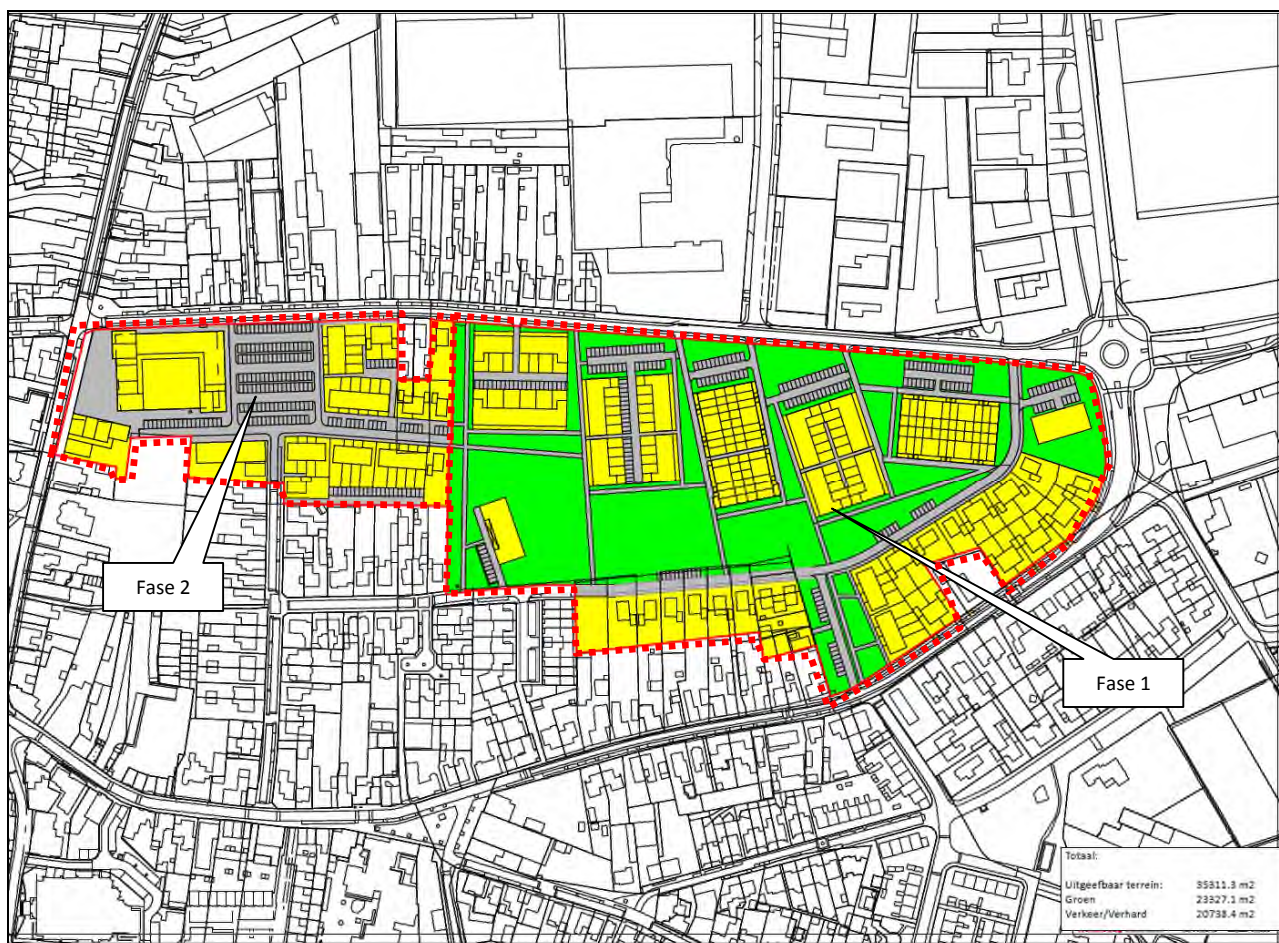 Fase 2
Fase 1
Totaal:
Uitgeefbaar terrein: 35311.3 m2
Groen 23327.1 m2
Verkeer/Verhard 20738.4 m2